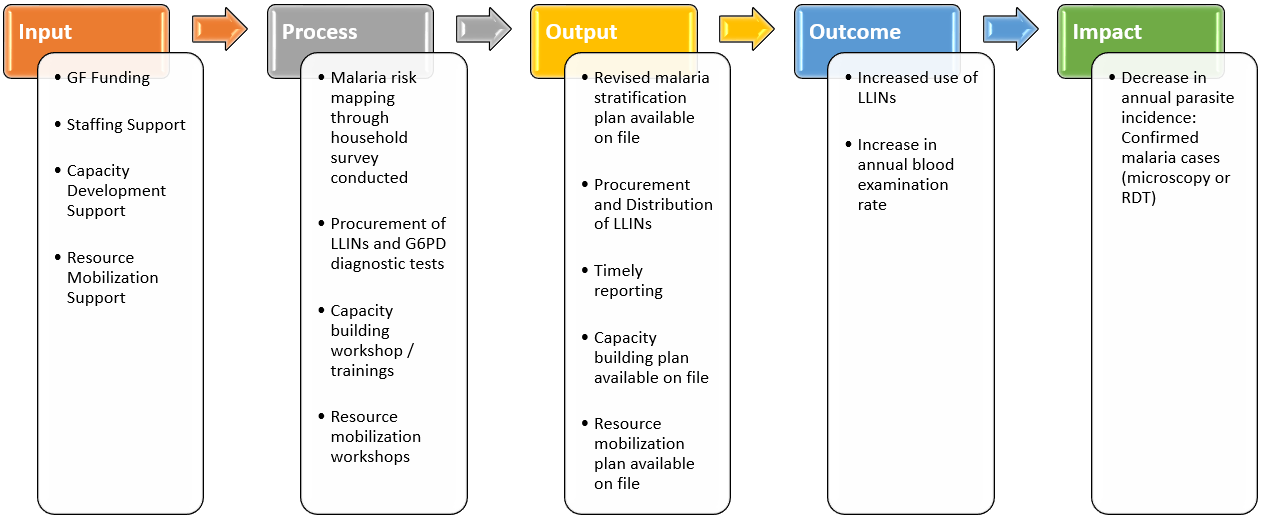 Input
• GF Funding
• Staffing Support
• Capacity
Development
Support
• Resource
Mobilization
Support
Process
• Malaria risk
mapping
through
household
survey
conducted
• Procurement of
LLINs and G6PD
diagnostic tests
• Capacity
building
workshop /
trainings
• Resource
mobilization
workshops
Output
• Revised malaria
stratification
plan available
on file
• Procurement
and Distribution
of LLINs
• Timely
reporting
• Capacity
building plan
available on file
• Resource
mobilization
plan available
on file
Outcome
• Increased use of
LLINs
• Increase in
annual blood
examination
rate
Impact
• Decrease in
annual parasite
incidence:
Confirmed
malaria cases
(microscopy or
RDT)